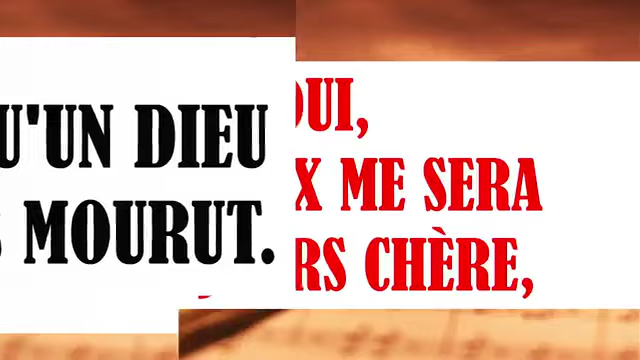 U'UN DIEU
MOURUT.
OUI,
X ME SERA
RS CHÈRE,